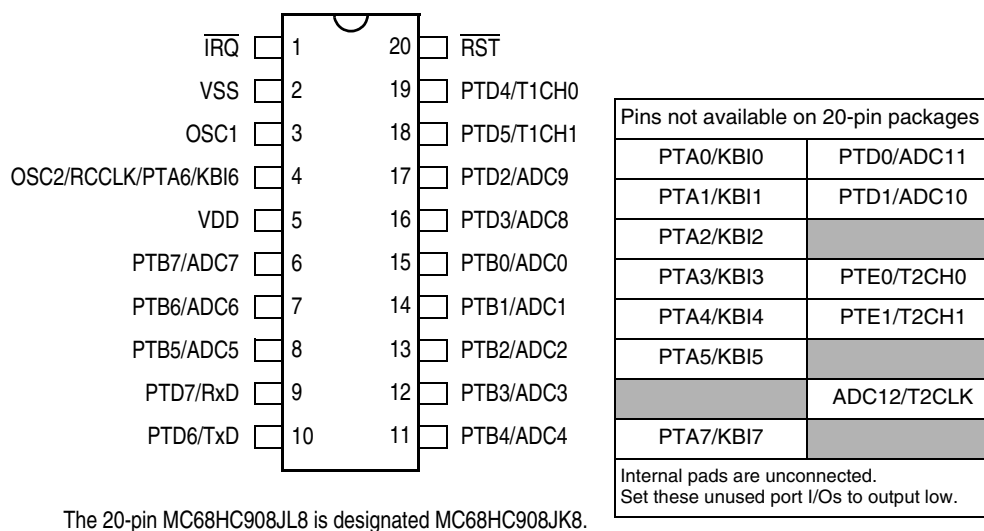 IRQ 1 20 RST
VSS 2 19 PTD4/T1CH0
OSC1 3 18 PTD5/T1CH1
OSC2/RCCLK/PTA6/KBI6 4 17 PTD2/ADC9
VDD 5 16 PTD3/ADC8
PTB7/ADC7 6 15 PTB0/ADC0
PTB6/ADC6 7 14 PTB1/ADC1
PTB5/ADC5 8 13 PTB2/ADC2
PTD7/RxD 9 12 PTB3/ADC3
PTD6/TxD 10 11 PTB4/ADC4
Pins not available on 20-pin packages
PTA0/KBI0 PTD0/ADC11
PTA1/KBI1 PTD1/ADC10
PTA2/KBI2
PTA3/KBI3 PTE0/T2CH0
PTA4/KBI4 PTE1/T2CH1
PTA5/KBI5
ADC12/T2CLK
PTA7/KBI7
Internal pads are unconnected.
Set these unused port I/Os to output low.
The 20-pin MC68HC908JL8 is designated MC68HC908JK8.